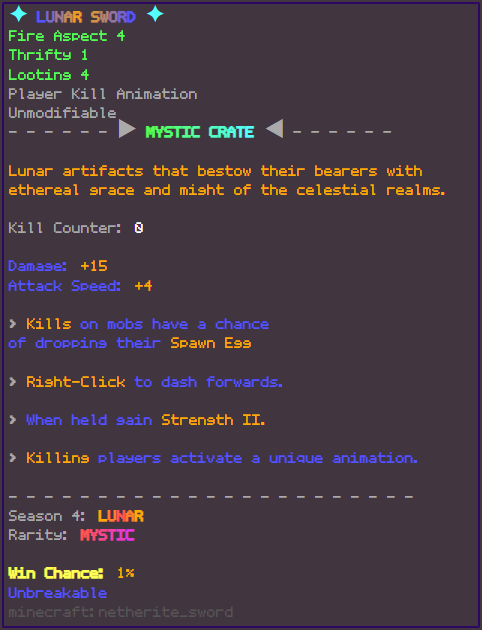 ✦ LUNAR SWORD ✦
Fire Aspect 4
Thrifty 1
Looting 4
Player Kill Animation
Unmodifiable
- - - - - - ▶ MYSTIC CRATE ◀ - - - - - -
Lunar artifacts that bestow their bearers with
ethereal grace and might of the celestial realms.
Kill Counter: 0
Damage: +15
Attack Speed: +4
> Kills on mobs have a chance
of dropping their Spawn Egg
> Right-Click to dash forwards.
> When held gain Strength II.
> Killing players activate a unique animation.
- - - - - - - - - - - - - - - - - - - - - - -
Season 4: LUNAR
Rarity: MYSTIC
Win Chance: 1%
Unbreakable
minecraft:netherite_sword